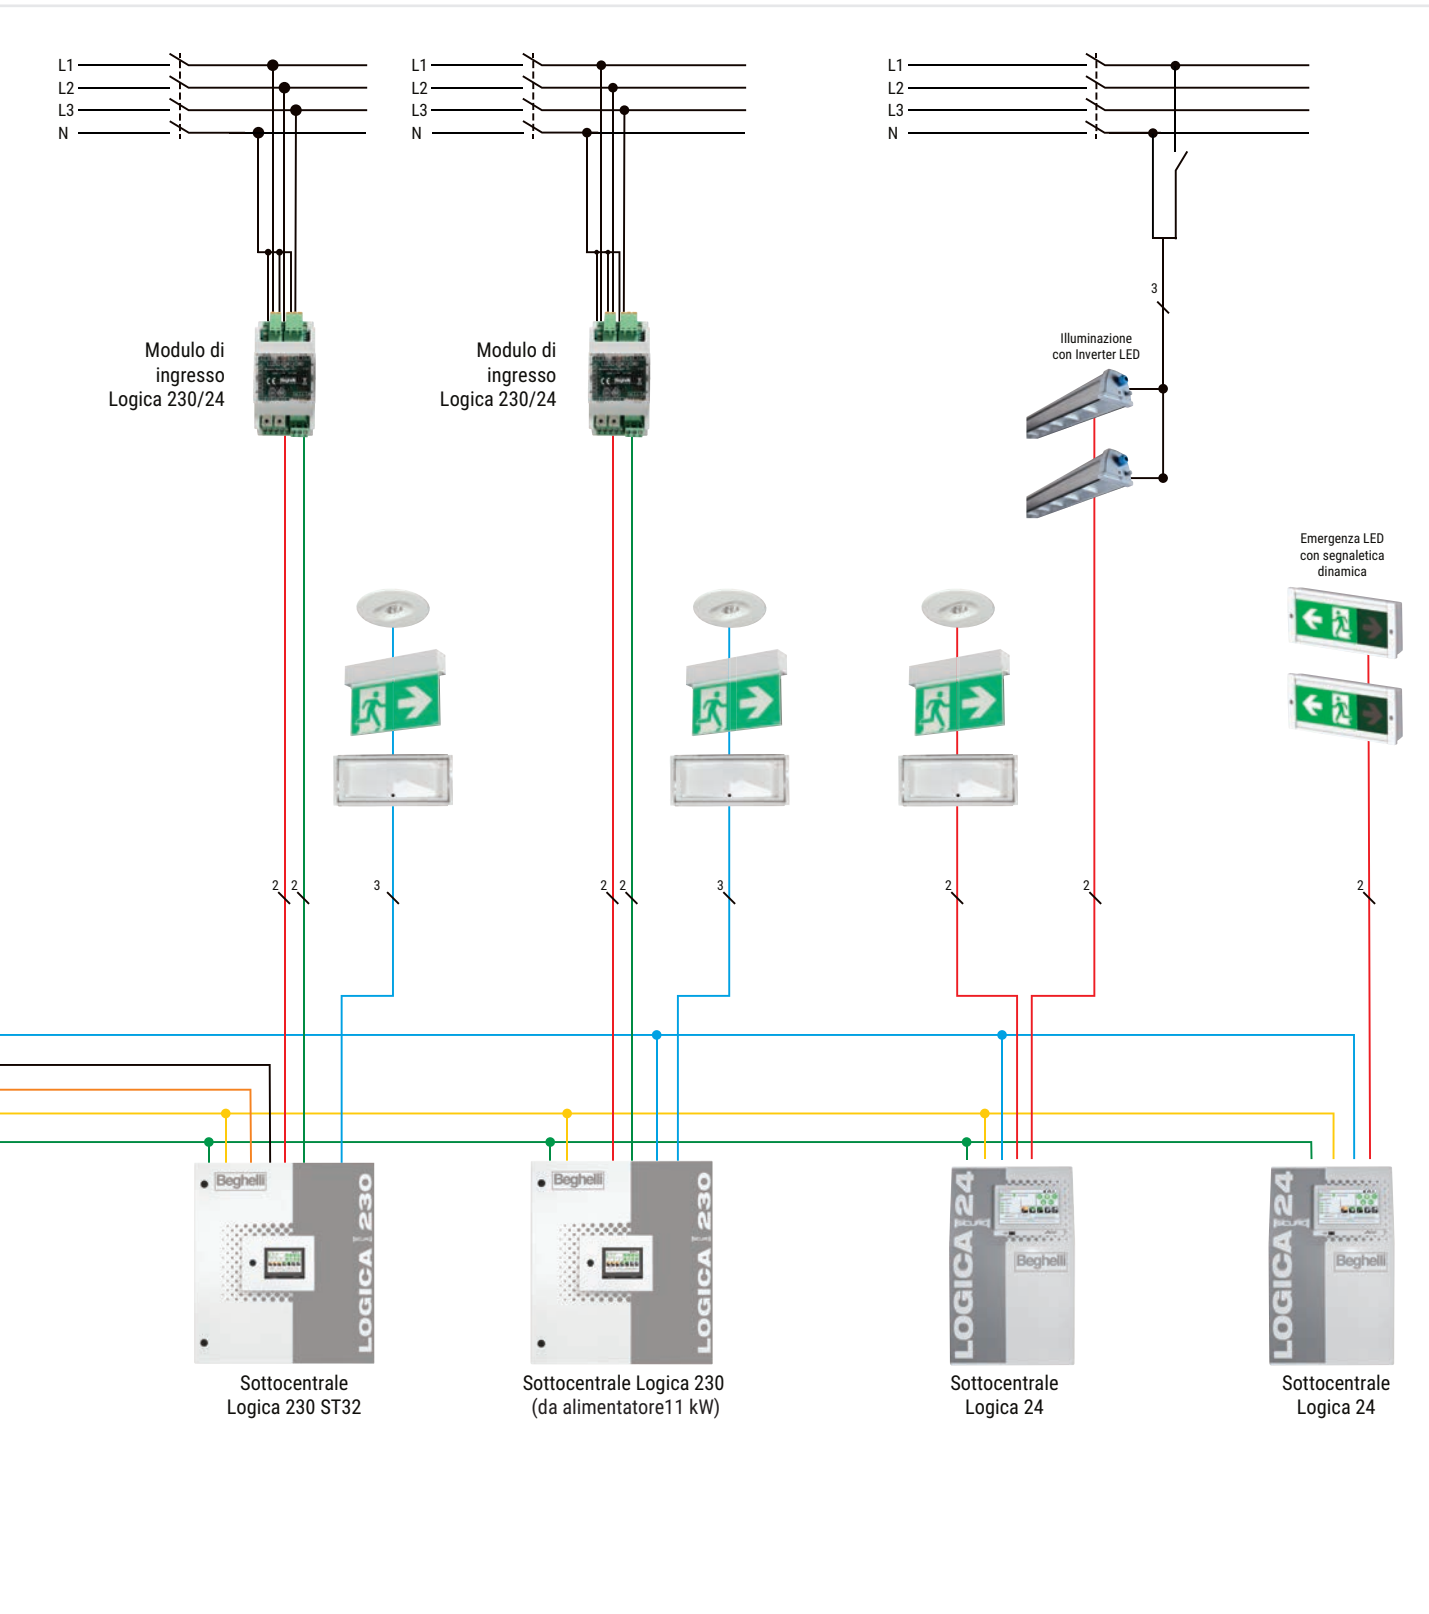 L1
L2
L3
N
L1
L2
L3
N
L1
L2
L3
N
3
Modulo di
ingresso
Logica 230/24
Modulo di
ingresso
Logica 230/24
Illuminazione
con Inverter LED
Emergenza LED
con segnaletica
dinamica
2
2
3
2
2
3
2
2
2
Beghelli
LOGICA 230
Beghelli
LOGICA 230
LOGICA 24
Beghelli
LOGICA 24
Beghelli
Sottocentrale
Logica 230 ST32
Sottocentrale Logica 230
(da alimentatore11 kW)
Sottocentrale
Logica 24
Sottocentrale
Logica 24